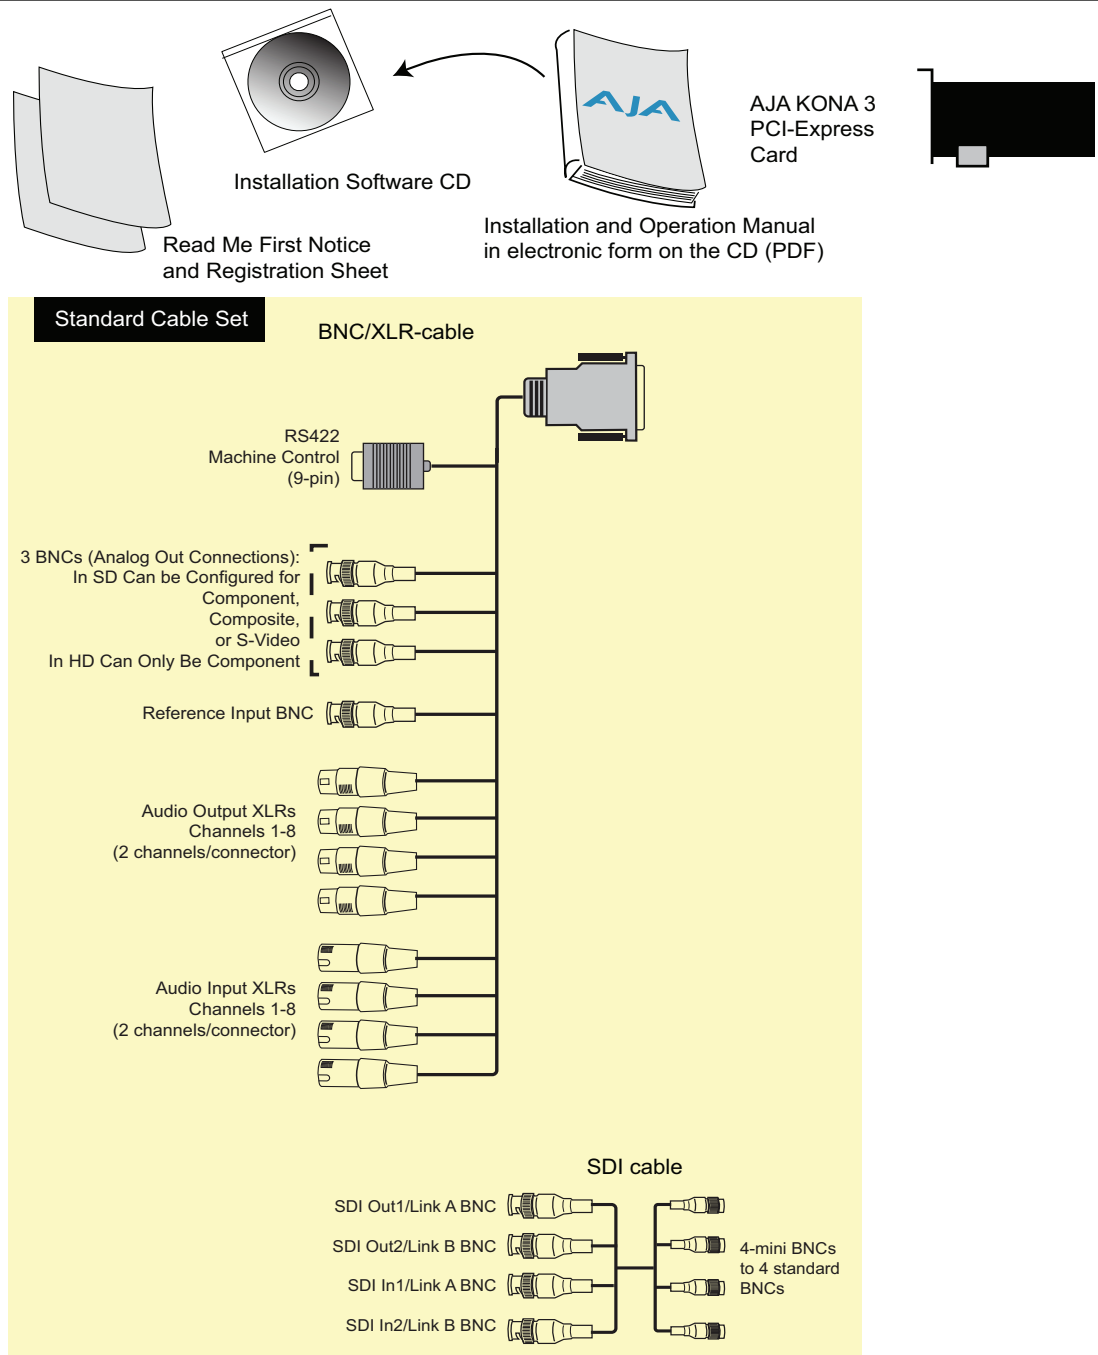 AJA
AJA KONA 3
PCI-Express
Card
Installation Software CD
Installation and Operation Manual
in electronic form on the CD (PDF)
Read Me First Notice
and Registration Sheet
Standard Cable Set
BNC/XLR-cable
RS422
Machine Control
(9-pin)
3 BNCs (Analog Out Connections):
In SD Can be Configured for
Component,
Composite,
or S-Video
In HD Can Only Be Component
Reference Input BNC
Audio Output XLRs
Channels 1-8
(2 channels/connector)
Audio Input XLRs
Channels 1-8
(2 channels/connector)
SDI cable
SDI Out1/Link A BNC
SDI Out2/Link B BNC
SDI In1/Link A BNC
SDI In2/Link B BNC
4-mini BNCs
to 4 standard
BNCs